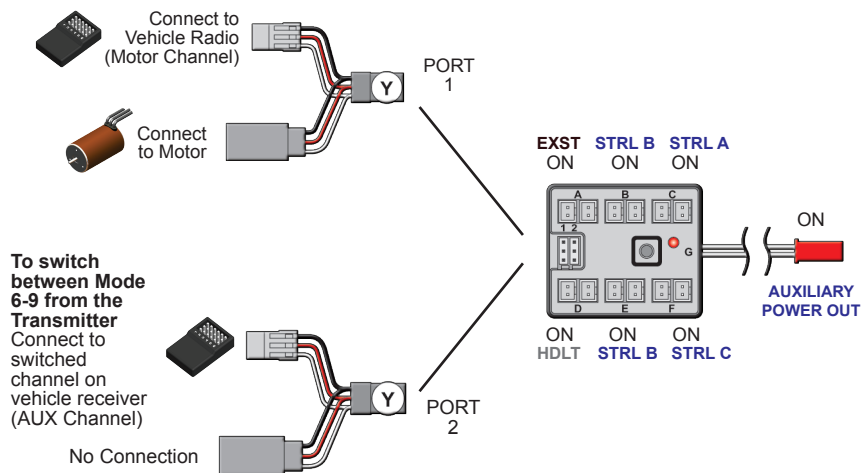 Connect to
Vehicle Radio
(Motor Channel)
Y
PORT
1
Connect
to Motor
EXST STRL B STRL A
ON ON ON
A B C
1 2
G
D E F
ON ON ON
HDLT STRL B STRL C
ON
AUXILIARY
POWER OUT
To switch
between Mode
6-9 from the
Transmitter
Connect to
switched
channel on
vehicle receiver
(AUX Channel)
Y
PORT
2
No Connection